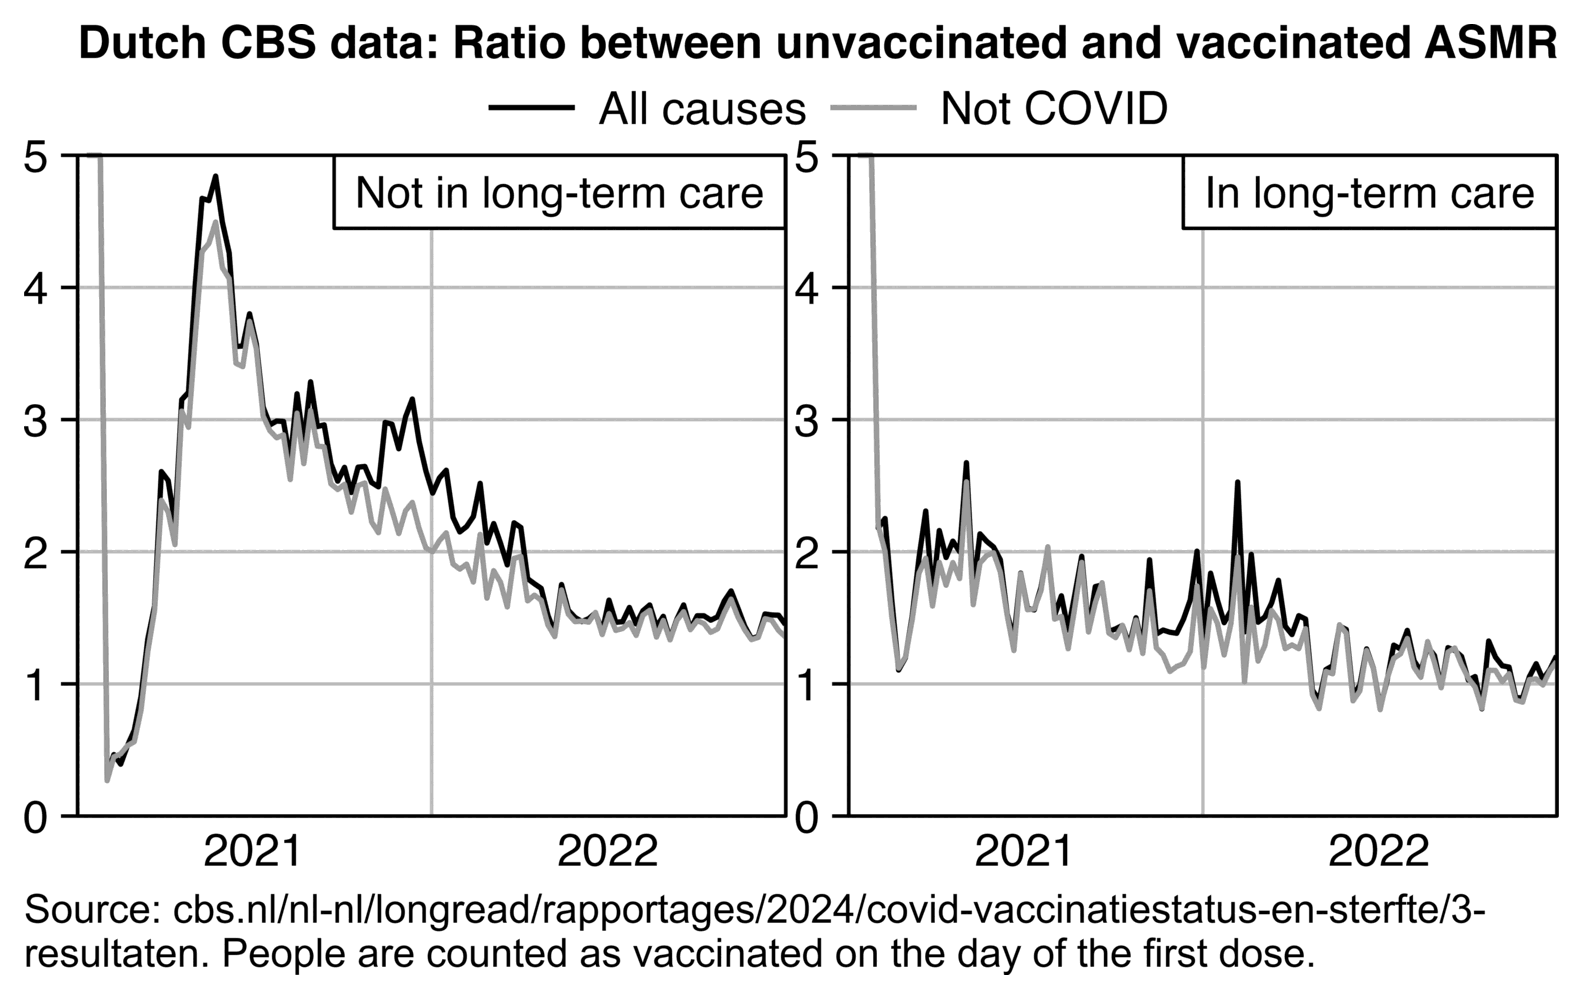 Dutch CBS data: Ratio between unvaccinated and vaccinated ASMR
All causes Not COVID
Not in long-term care
5
4
3
2
1
0
2021 2022
In long-term care
5
4
3
2
1
0
2021 2022
Source: cbs.nl/nl-nl/longread/rapportages/2024/covid-vaccinatiestatus-en-sterfte/3-
resultaten. People are counted as vaccinated on the day of the first dose.